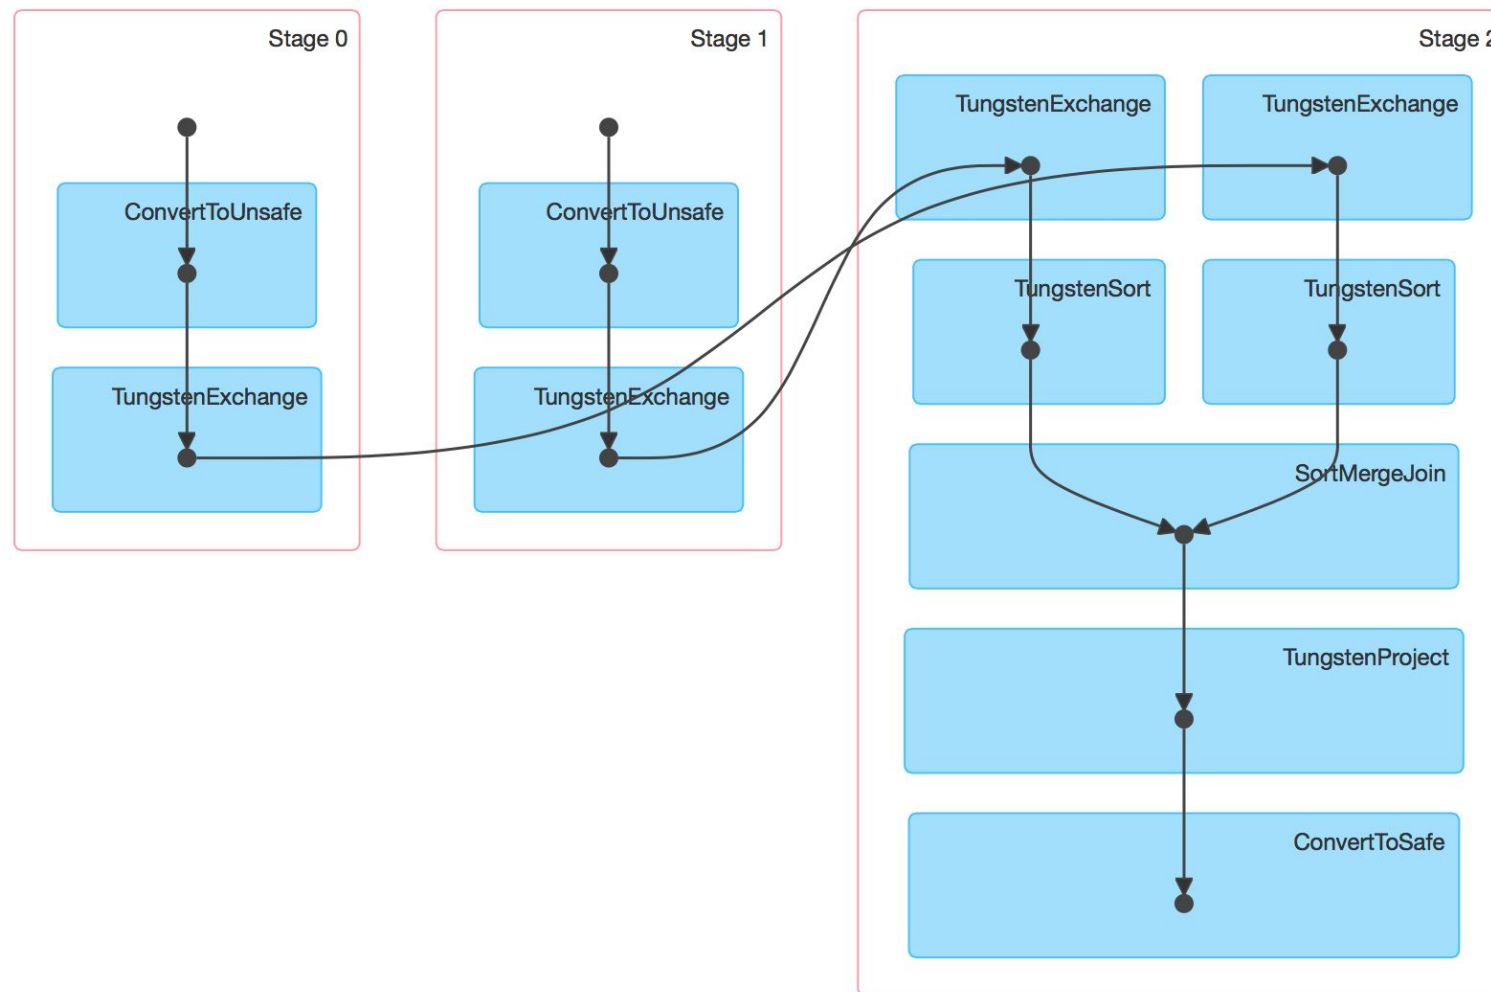 Stage 0
ConvertToUnsafe
TungstenExchange
Stage 1
ConvertToUnsafe
TungstenExchange
Stage 2
TungstenExchange
TungstenExchange
TungstenSort
TungstenSort
SortMergeJoin
TungstenProject
ConvertToSafe